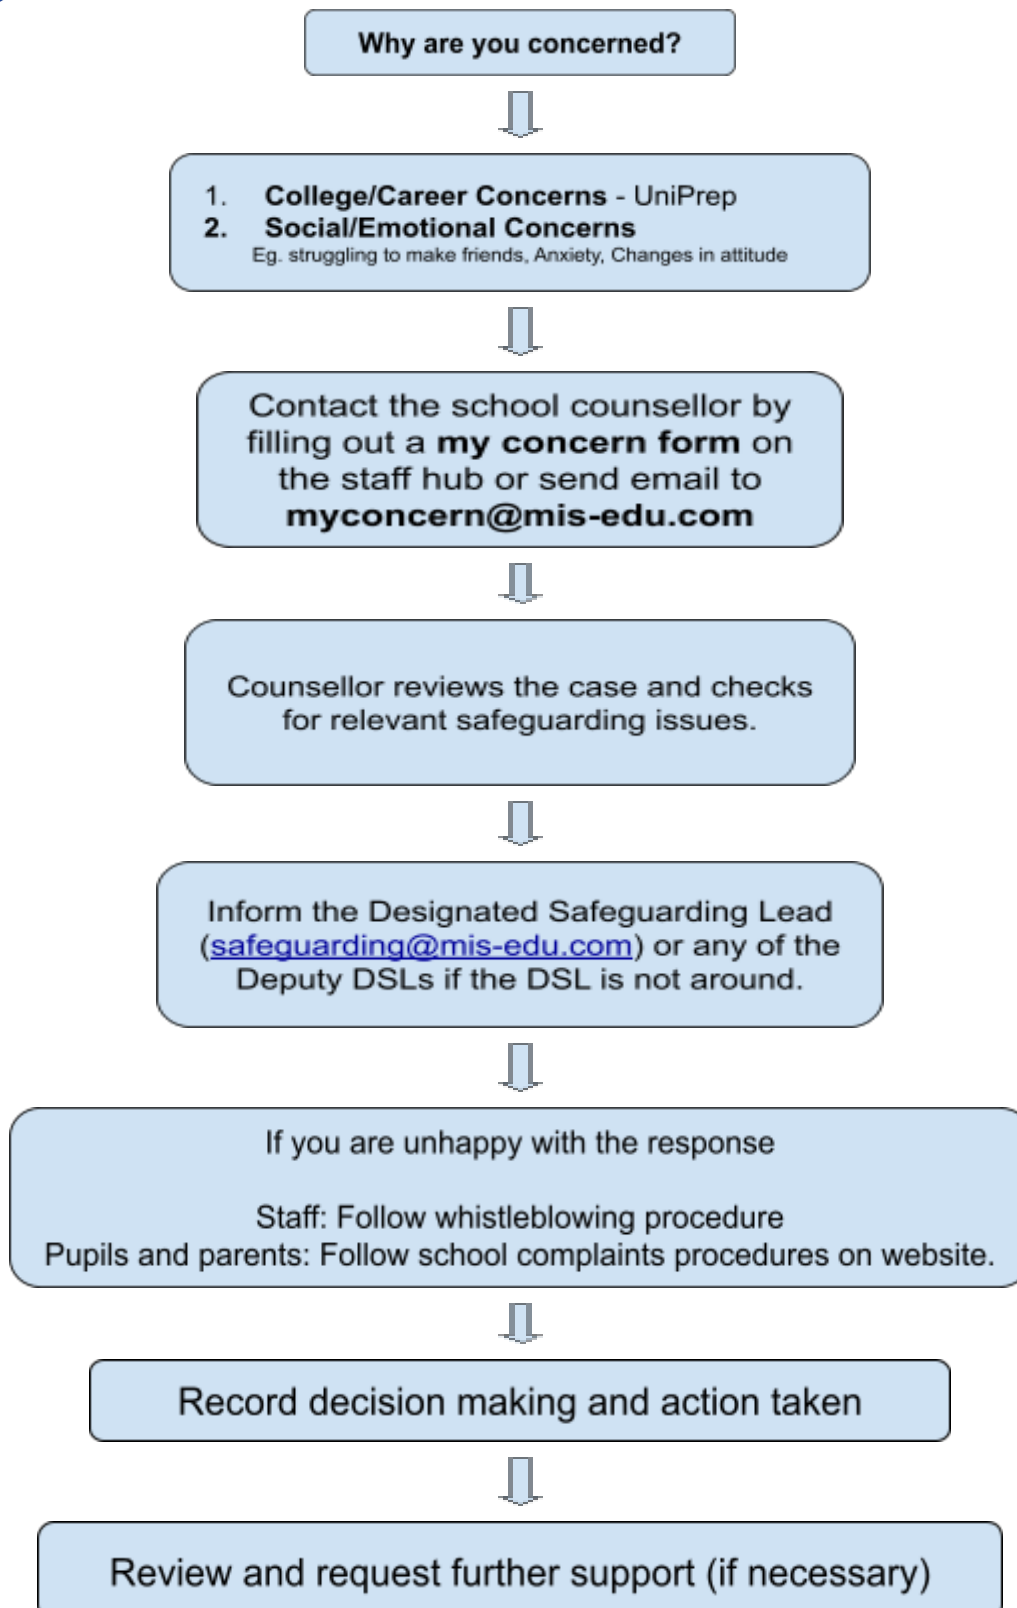 Why are you concerned?
1. College/Career Concerns - UniPrep
2. Social/Emotional Concerns
Eg. struggling to make friends, Anxiety, Changes in attitude
Contact the school counsellor by
filling out a my concern form on
the staff hub or send email to
myconcern@mis-edu.com
Counsellor reviews the case and checks
for relevant safeguarding issues.
Inform the Designated Safeguarding Lead
(safeguarding@mis-edu.com) or any of the
Deputy DSLs if the DSL is not around.
If you are unhappy with the response
Staff: Follow whistleblowing procedure
Pupils and parents: Follow school complaints procedures on website.
Record decision making and action taken
Review and request further support (if necessary)